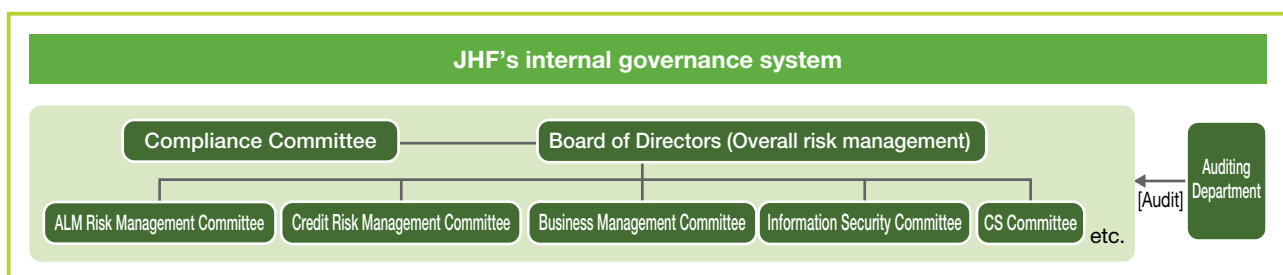 JHF’s internal governance system
Compliance Committee
Board of Directors (Overall risk management)
Auditing
Department
[Audit]
ALM Risk Management Committee
Credit Risk Management Committee
Business Management Committee
Information Security Committee
CS Committee
etc.